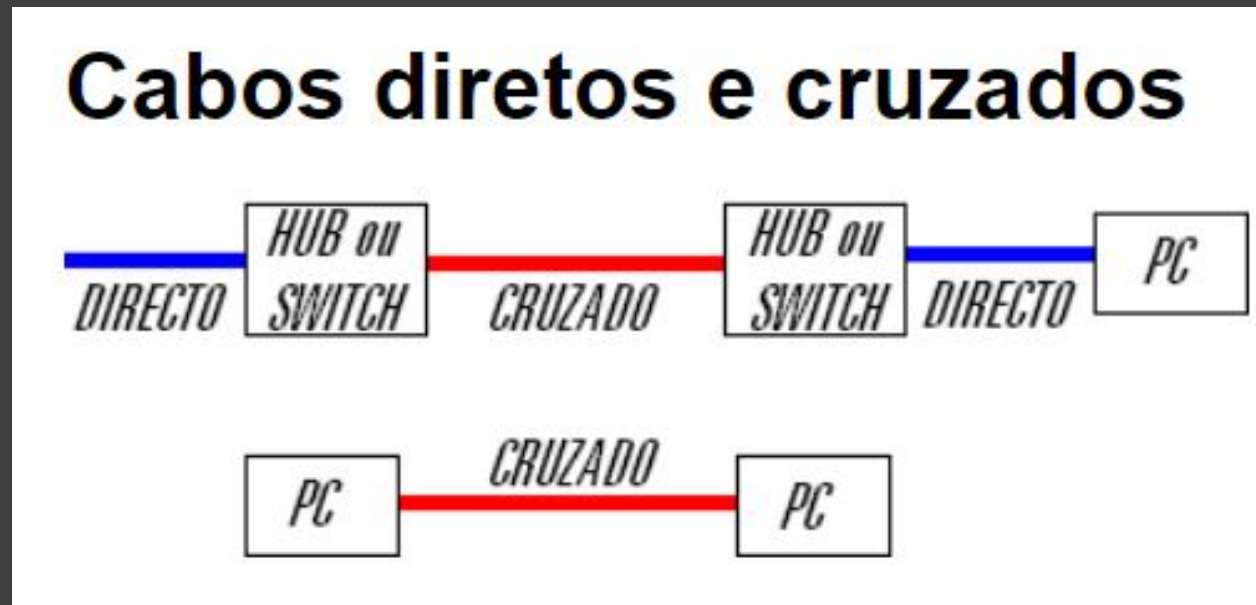 Cabos diretos e cruzados
HUB ou
SWITCH
HUB ou
SWITCH
PC
DIRECTO
CRUZADO
DIRECTO
CRUZADO
PC
PC